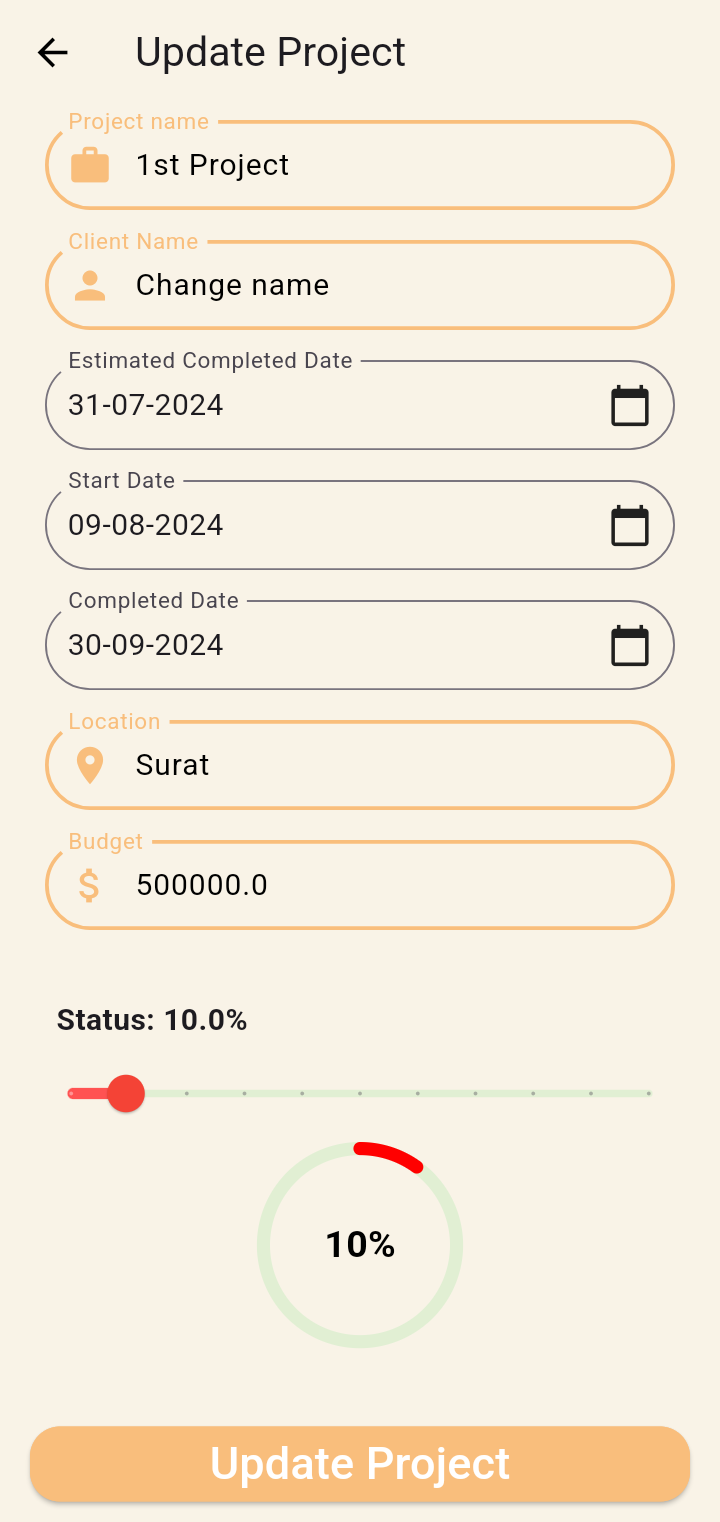 Update Project
Project name
1st Project
Client Name
Change name
Estimated Completed Date
31-07-2024
Start Date
09-08-2024
Completed Date
30-09-2024
Location
Surat
Budget
$
500000.0
Status: 10.0%
10%
Update Project